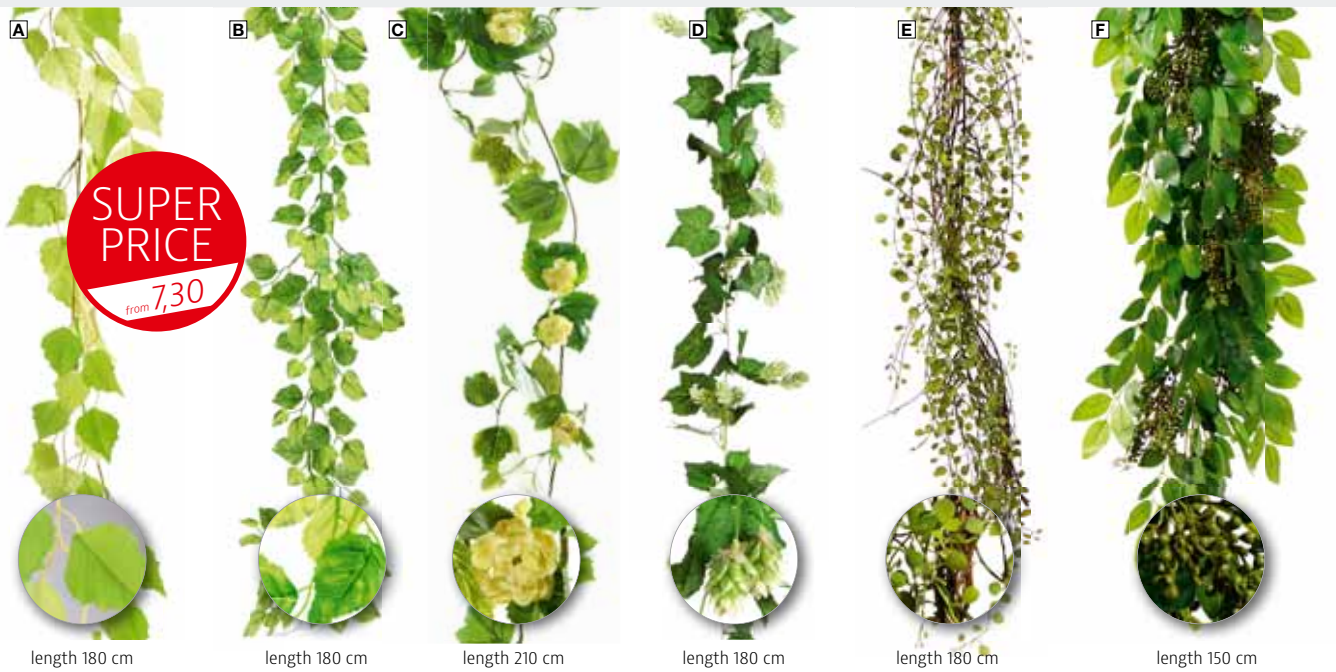 A
B
C
D
E
F
SUPER
PRICE
from 7,30
length 180 cm
length 180 cm
length 210 cm
length 180 cm
length 180 cm
length 150 cm